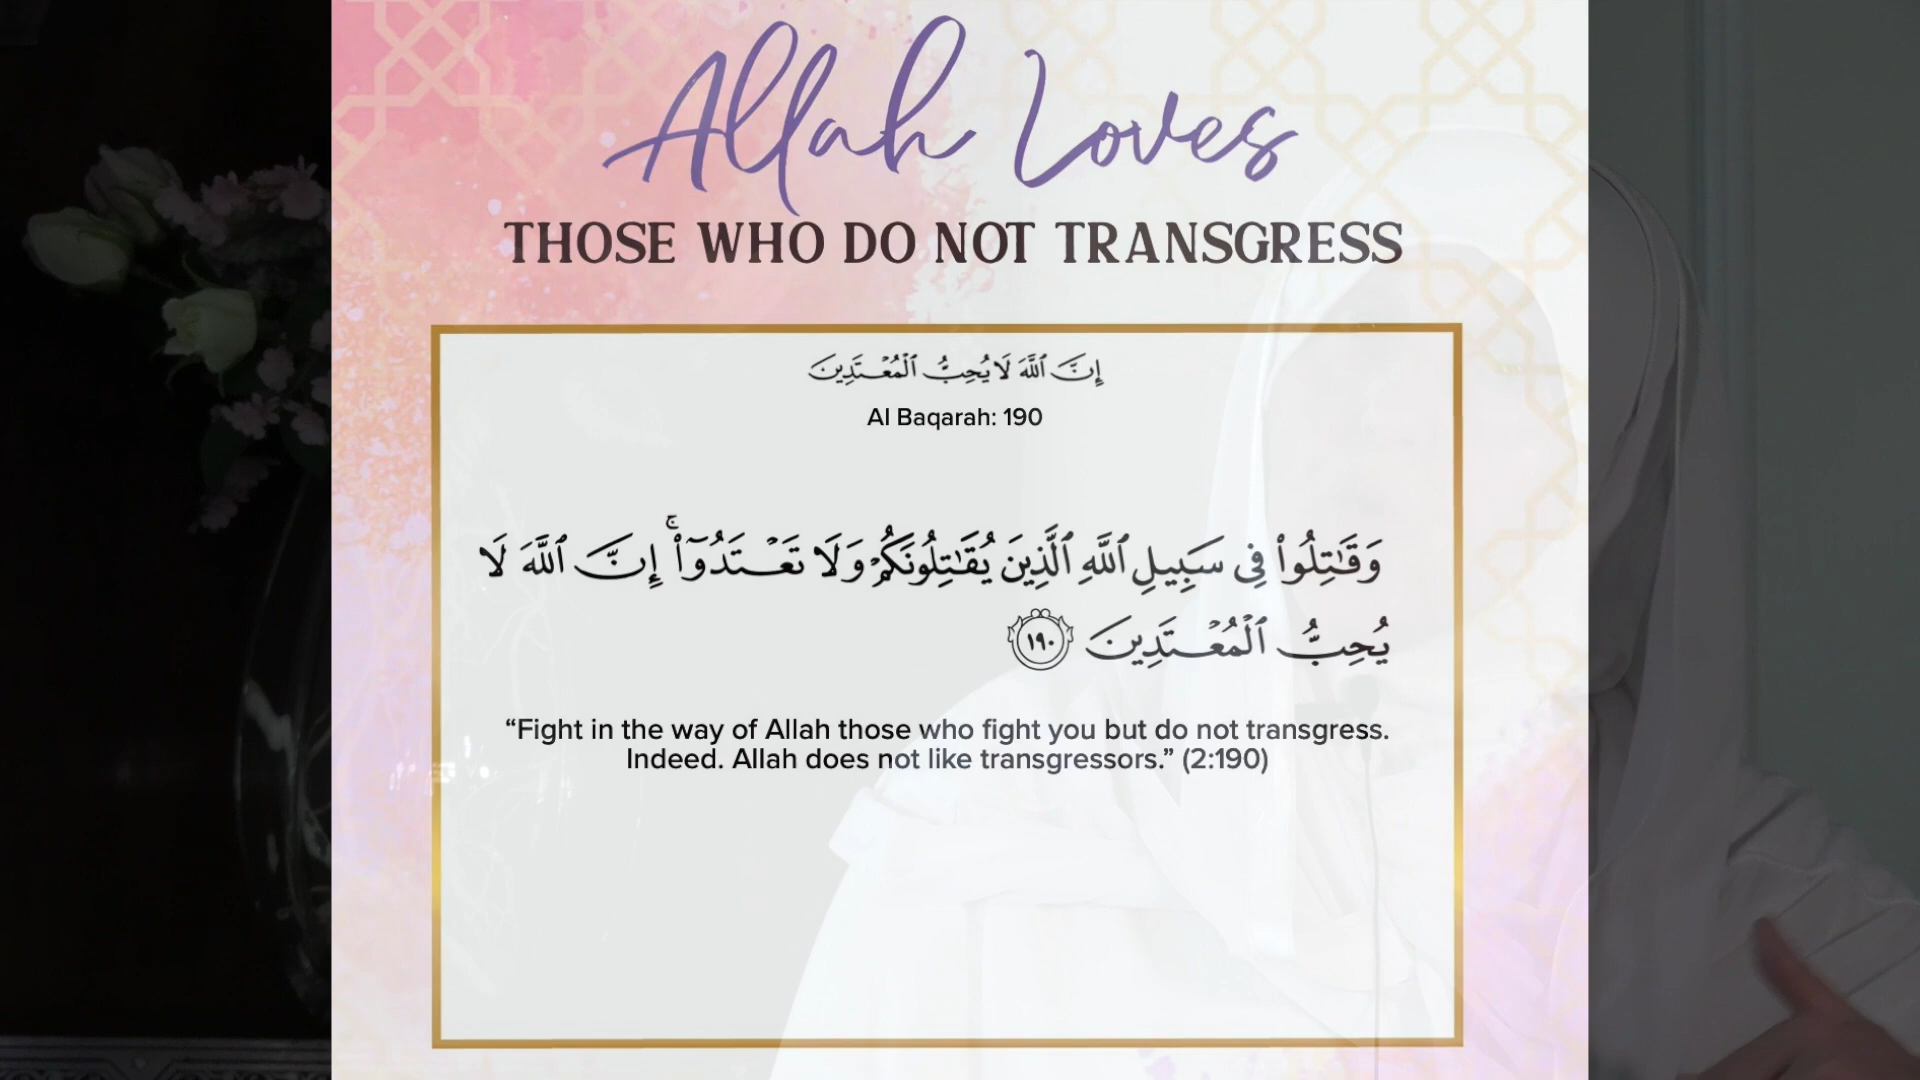 Allah Loves
THOSE WHO DO NOT TRANSGRESS
إِنَّ ٱللَّهَ لَا يُحِبُّ ٱلْمُعْتَدِينَ
Al Baqarah: 190
وَقَٰتِلُوا۟ فِى سَبِيلِ ٱللَّهِ ٱلَّذِينَ يُقَٰتِلُونَكُمْ وَلَا تَعْتَدُوٓا۟ ۚ إِنَّ ٱللَّهَ لَا
يُحِبُّ ٱلْمُعْتَدِينَ ١٩٠
“Fight in the way of Allah those who fight you but do not transgress.
Indeed. Allah does not like transgressors.” (2:190)